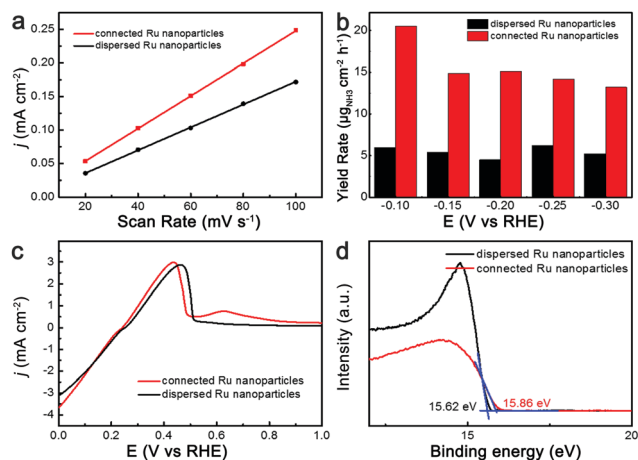 a
connected Ru nanoparticles
dispersed Ru nanoparticles
j (mA cm⁻²)
0.25
0.20
0.15
0.10
0.05
0.00
20 40 60 80 100
Scan Rate (mV s⁻¹)
b
dispersed Ru nanoparticles
connected Ru nanoparticles
Yield Rate (µg_NH3 cm⁻² h⁻¹)
20
15
10
5
0
-0.10 -0.15 -0.20 -0.25 -0.30
E (V vs RHE)
c
j (mA cm⁻²)
4
3
2
1
0
-1
-2
-3
-4
connected Ru nanoparticles
dispersed Ru nanoparticles
0.0 0.2 0.4 0.6 0.8 1.0
E (V vs RHE)
d
dispersed Ru nanoparticles
connected Ru nanoparticles
Intensity (a.u.)
15.62 eV
15.86 eV
15 20
Binding energy (eV)